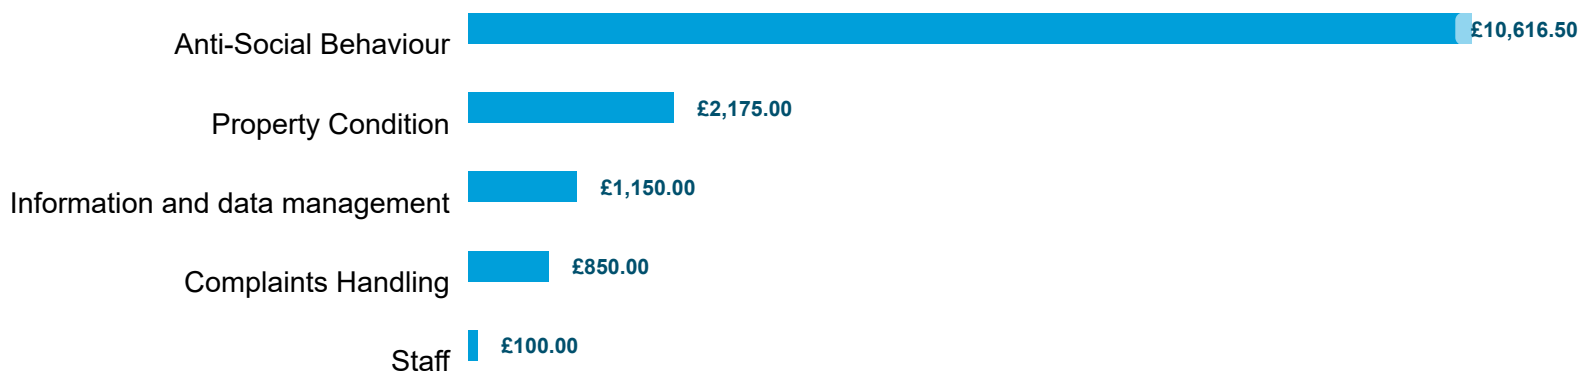 Anti-Social Behaviour £10,616.50
Property Condition £2,175.00
Information and data management £1,150.00
Complaints Handling £850.00
Staff £100.00